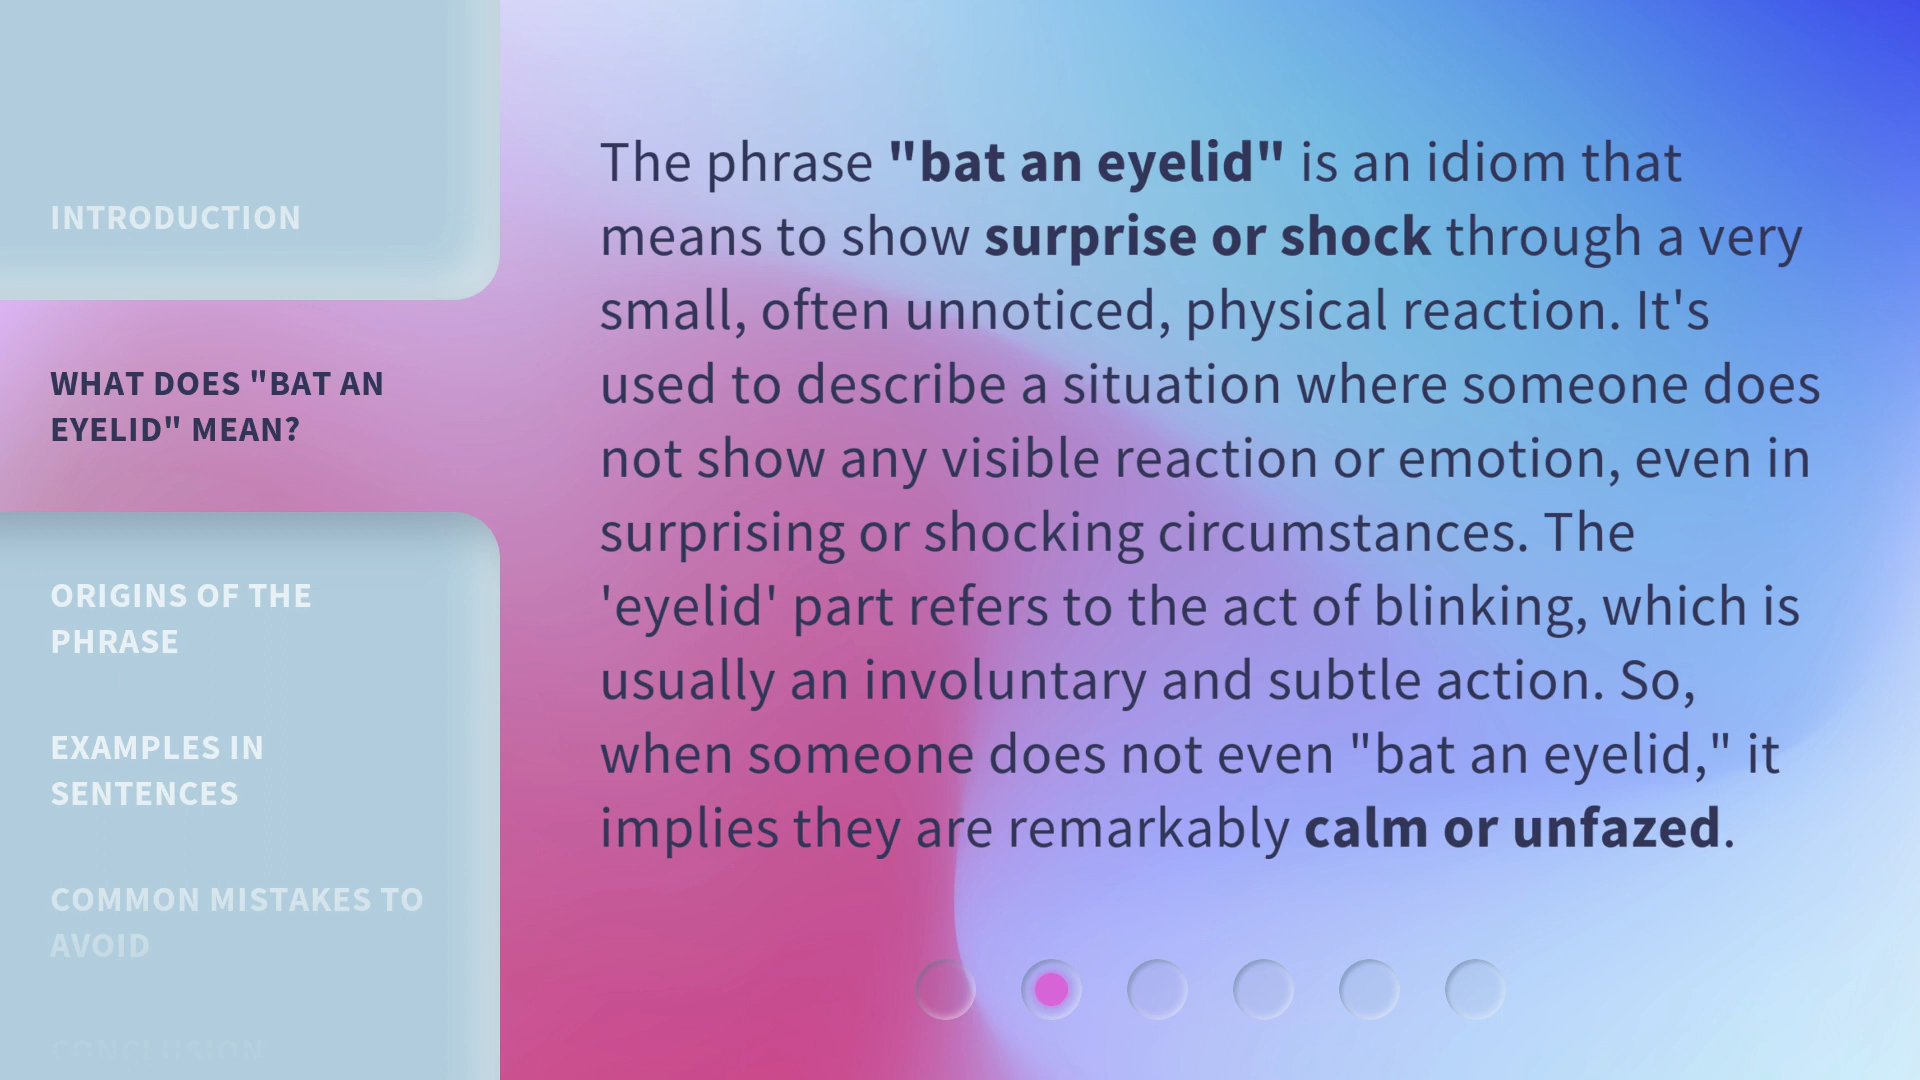 INTRODUCTION
WHAT DOES "BAT AN
EYELID" MEAN?
ORIGINS OF THE
PHRASE
EXAMPLES IN
SENTENCES
COMMON MISTAKES TO
AVOID
CONCLUSION
The phrase "bat an eyelid" is an idiom that
means to show surprise or shock through a very
small, often unnoticed, physical reaction. It's
used to describe a situation where someone does
not show any visible reaction or emotion, even in
surprising or shocking circumstances. The
'eyelid' part refers to the act of blinking, which is
usually an involuntary and subtle action. So,
when someone does not even "bat an eyelid," it
implies they are remarkably calm or unfazed.